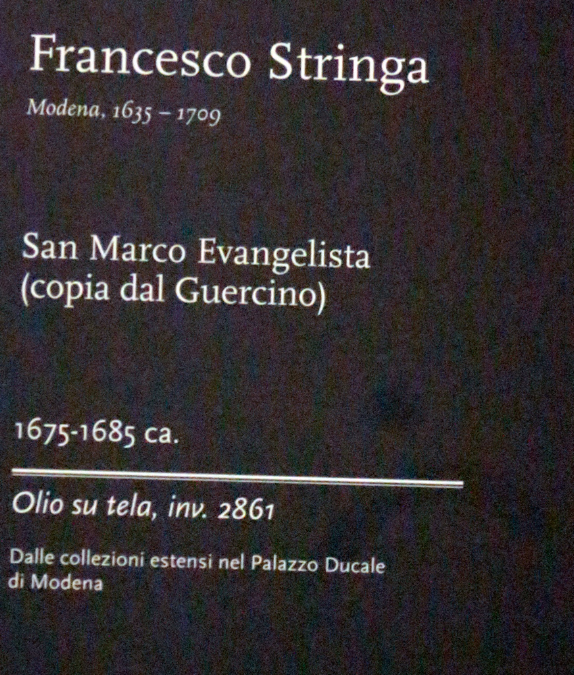 Francesco Stringa
Modena, 1635 – 1709
San Marco Evangelista
(copia dal Guercino)
1675-1685 ca.
Olio su tela, inv. 2861
Dalle collezioni estensi nel Palazzo Ducale
di Modena